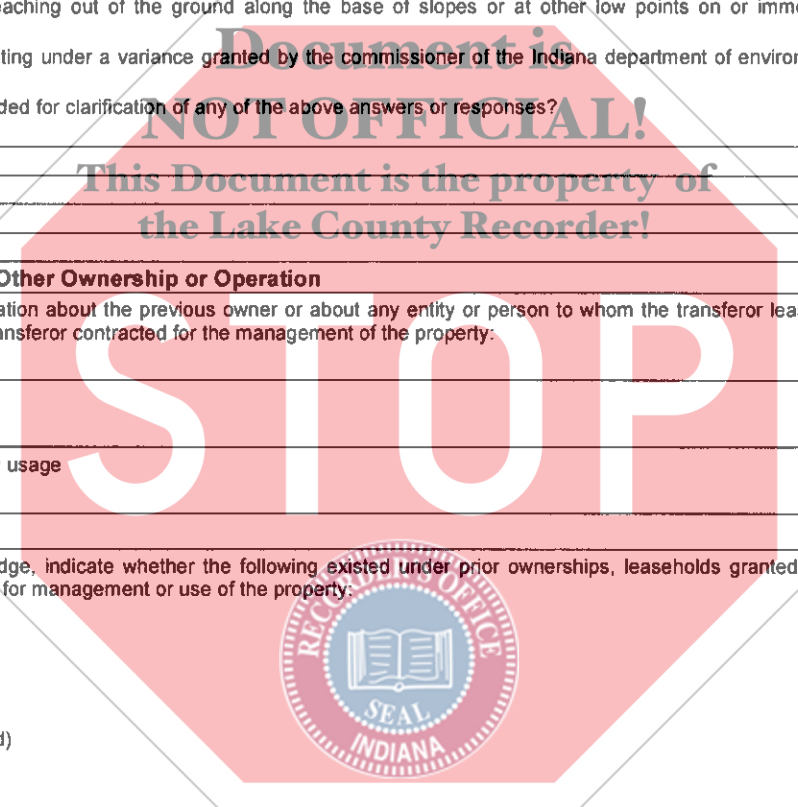 eaching out of the ground along the base of slopes or at other low points on or imme
Document is
ting under a variance granted by the commissioner of the Indiana department of enviror
ded for clarification of any of the above answers or responses?
NOT OFFICIAL!
This Document is the property of
the Lake County Recorder!
Other Ownership or Operation
ation about the previous owner or about any entity or person to whom the transferor lea
ansferor contracted for the management of the property:
STOP
usage
dge, indicate whether the following existed under prior ownerships, leaseholds granted
for management or use of the property:
RECORDER'S OFFICE
SEAL
INDIANA
d)